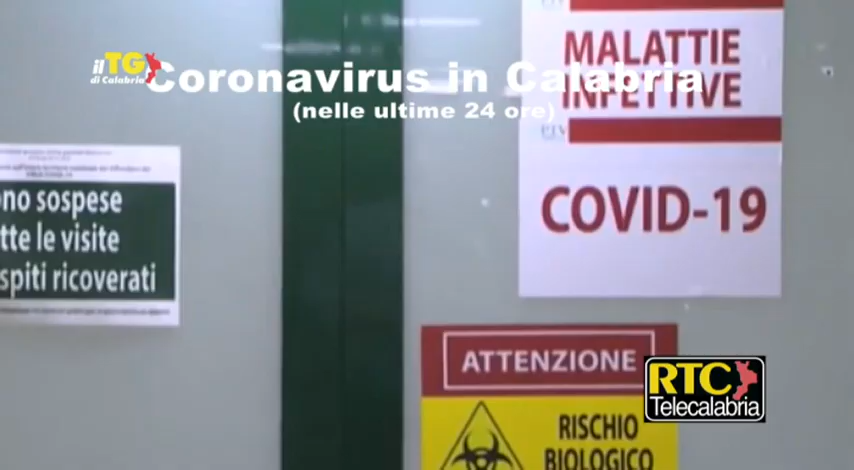 il TG
di Calabria
Coronavirus in Calabria
(nelle ultime 24 ore)
MALATTIE
INFETTIVE
COVID-19
no sospese
tte le visite
spiti ricoverati
ATTENZIONE
RISCHIO
BIOLOGICO
RTC
Telecalabria